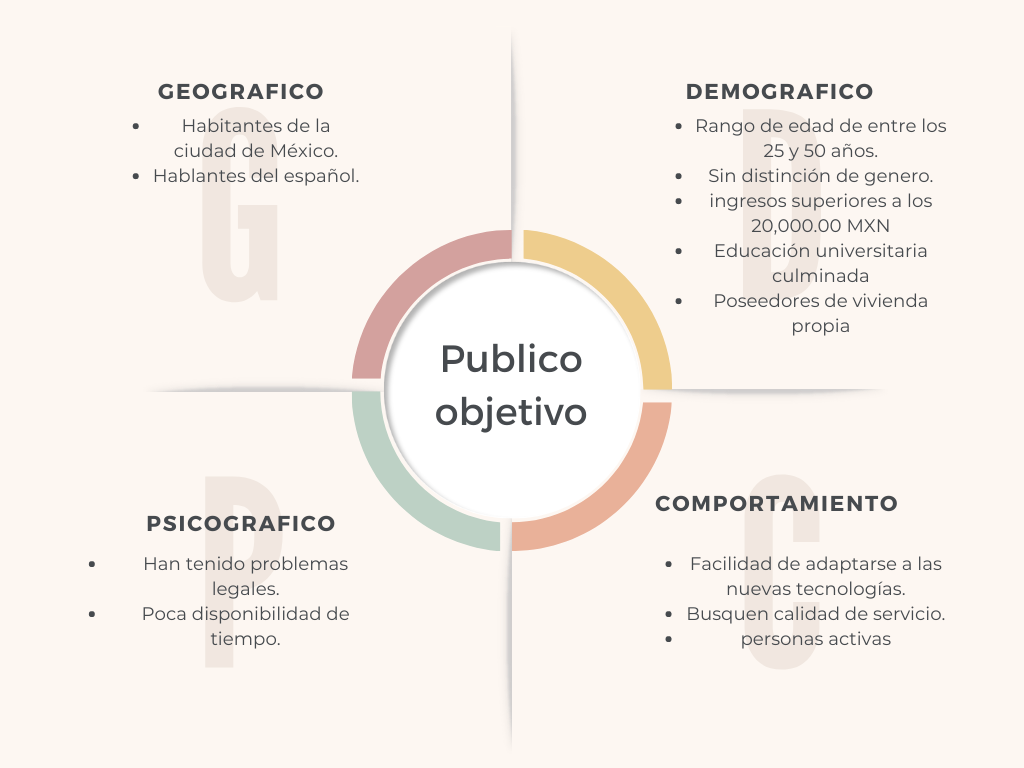 GEOGRAFICO
G
• Habitantes de la
ciudad de México.
• Hablantes del español.
DEMOGRAFICO
D
• Rango de edad de entre los
25 y 50 años.
• Sin distinción de genero.
• ingresos superiores a los
20,000.00 MXN
• Educación universitaria
culminada
• Poseedores de vivienda
propia
Publico
objetivo
PSICOGRAFICO
P
• Han tenido problemas
legales.
• Poca disponibilidad de
tiempo.
COMPORTAMIENTO
C
• Facilidad de adaptarse a las
nuevas tecnologías.
• Busquen calidad de servicio.
• personas activas